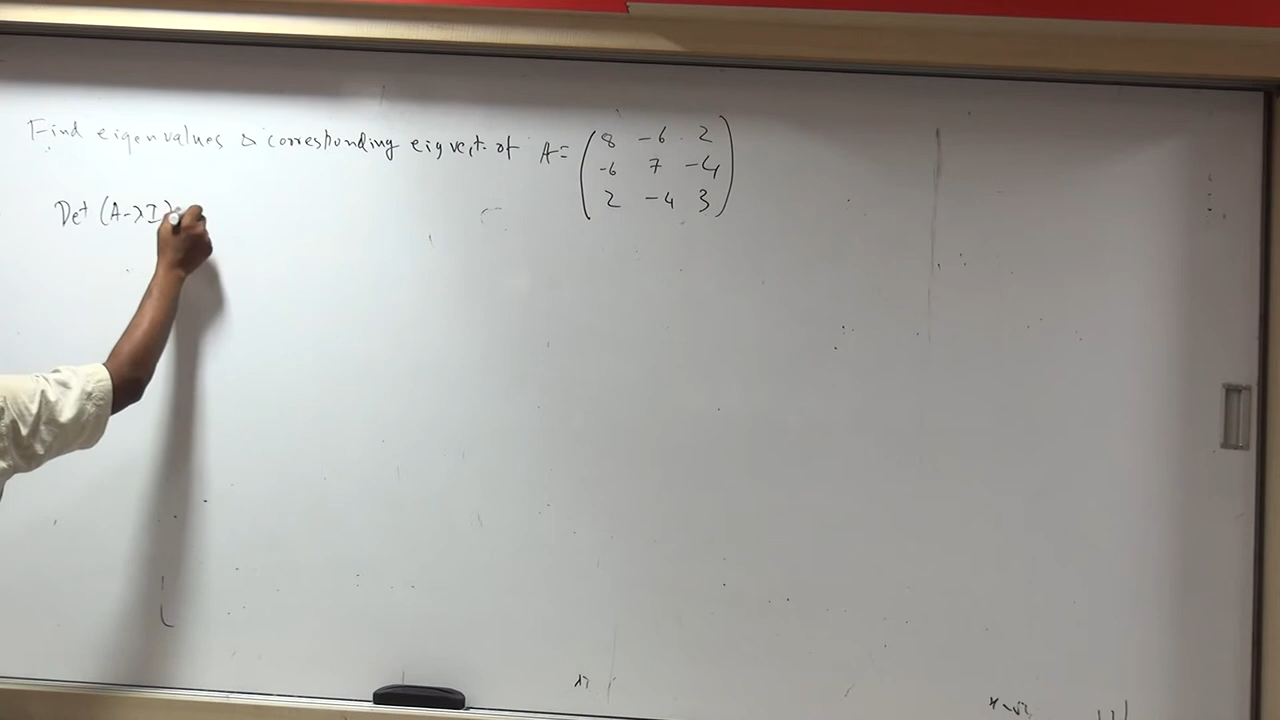 Find eigenvalues & corresponding eigvect. of A = ( 8 -6 2
-6 7 -4
2 -4 3 )
Det (A-λI)